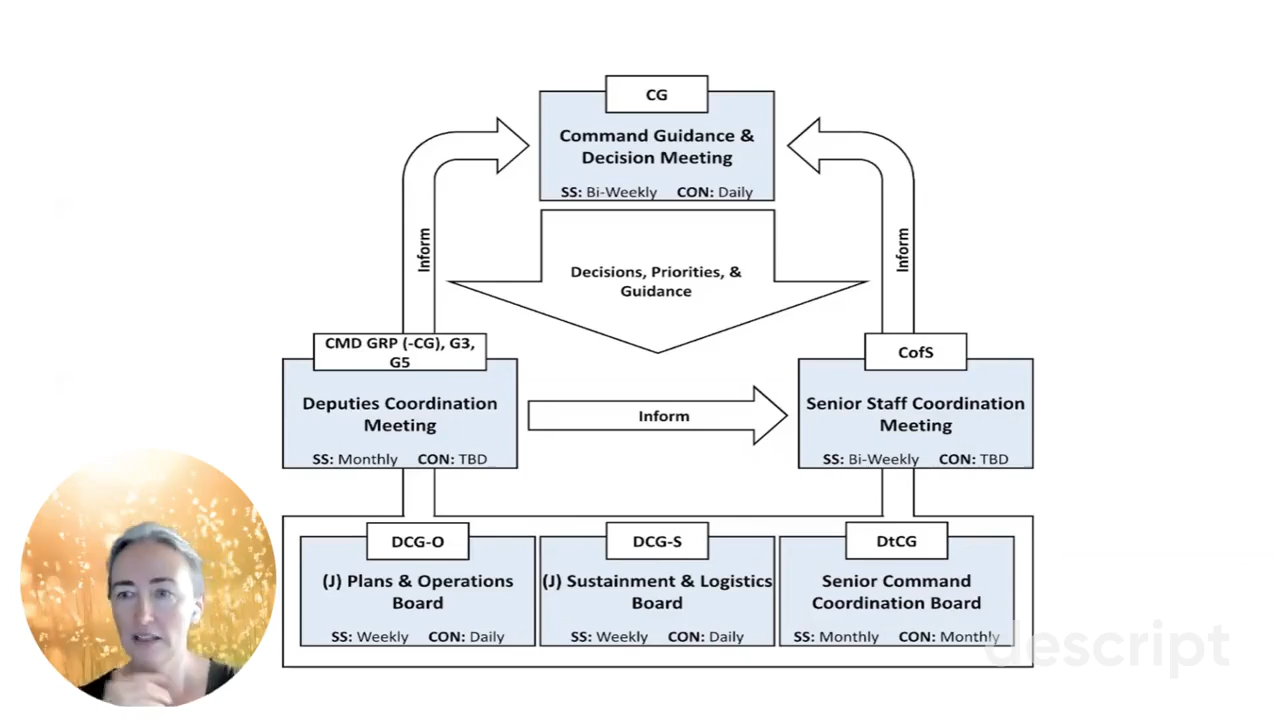 CG
Command Guidance &
Decision Meeting
SS: Bi-Weekly CON: Daily
Inform
Decisions, Priorities, &
Guidance
Inform
CMD GRP (-CG), G3,
G5
Deputies Coordination
Meeting
SS: Monthly CON: TBD
Inform
CofS
Senior Staff Coordination
Meeting
SS: Bi-Weekly CON: TBD
DCG-O
(J) Plans & Operations
Board
SS: Weekly CON: Daily
DCG-S
(J) Sustainment & Logistics
Board
SS: Weekly CON: Daily
DtCG
Senior Command
Coordination Board
SS: Monthly CON: Monthly
descript